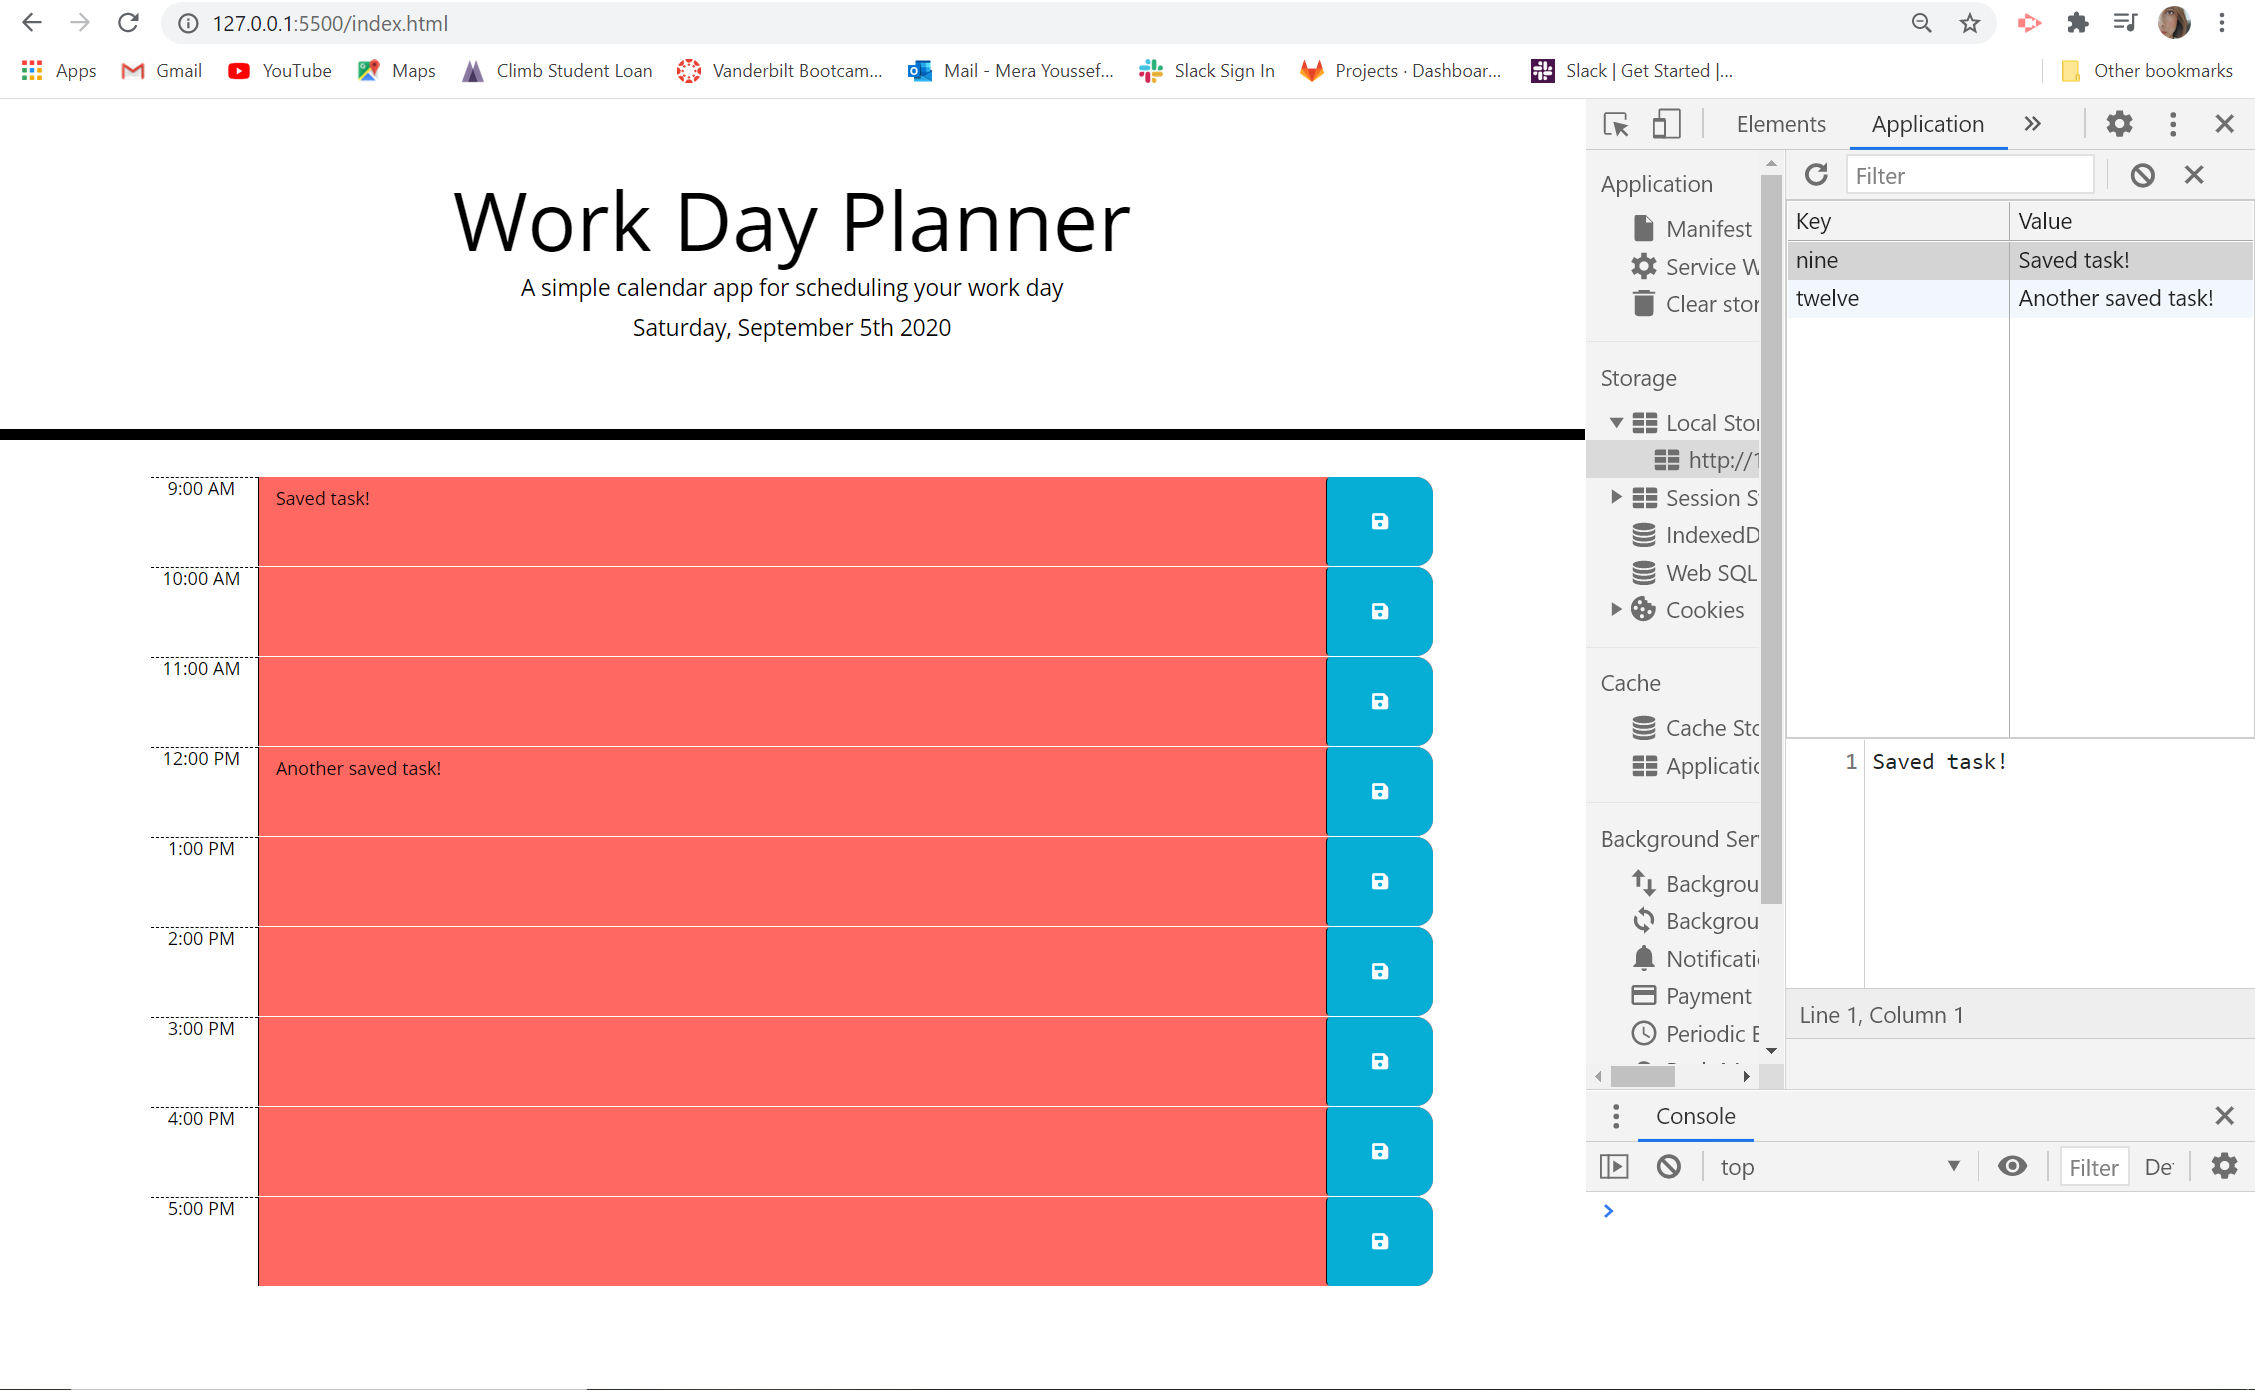 127.0.0.1:5500/index.html
Apps Gmail YouTube Maps Climb Student Loan Vanderbilt Bootcam... Mail - Mera Youssef... Slack Sign In Projects · Dashboar... Slack | Get Started |... Other bookmarks
Work Day Planner
A simple calendar app for scheduling your work day
Saturday, September 5th 2020
9:00 AM Saved task!
10:00 AM
11:00 AM
12:00 PM Another saved task!
1:00 PM
2:00 PM
3:00 PM
4:00 PM
5:00 PM
Elements Application
Application
Manifest
Service W
Clear stor
Storage
Local Stor
http://1
Session S
IndexedD
Web SQL
Cookies
Cache
Cache Sto
Applicatio
Background Ser
Backgrou
Backgrou
Notificati
Payment
Periodic E
Filter
Key Value
nine Saved task!
twelve Another saved task!
1 Saved task!
Line 1, Column 1
Console
top Filter De